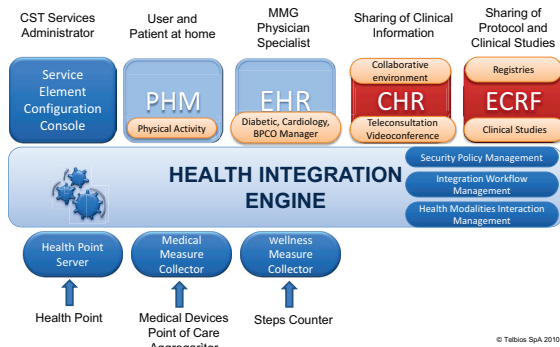 CST Services
Administrator
User and
Patient at home
MMG
Physician
Specialist
Sharing of Clinical
Information
Sharing of
Protocol and
Clinical Studies
Service
Element
Configuration
Console
PHM
Physical Activity
EHR
Diabetic, Cardiology,
BPCO Manager
Collaborative
environment
CHR
Teleconsultation
Videoconference
Registries
ECRF
Clinical Studies
HEALTH INTEGRATION
ENGINE
Security Policy Management
Integration Workflow
Management
Health Modalities Interaction
Management
Health Point
Server
Medical
Measure
Collector
wellness
Measure
Collector
Health Point
Medical Devices
Point of Care
Aggregaritor
Steps Counter
© Telbios SpA 2010